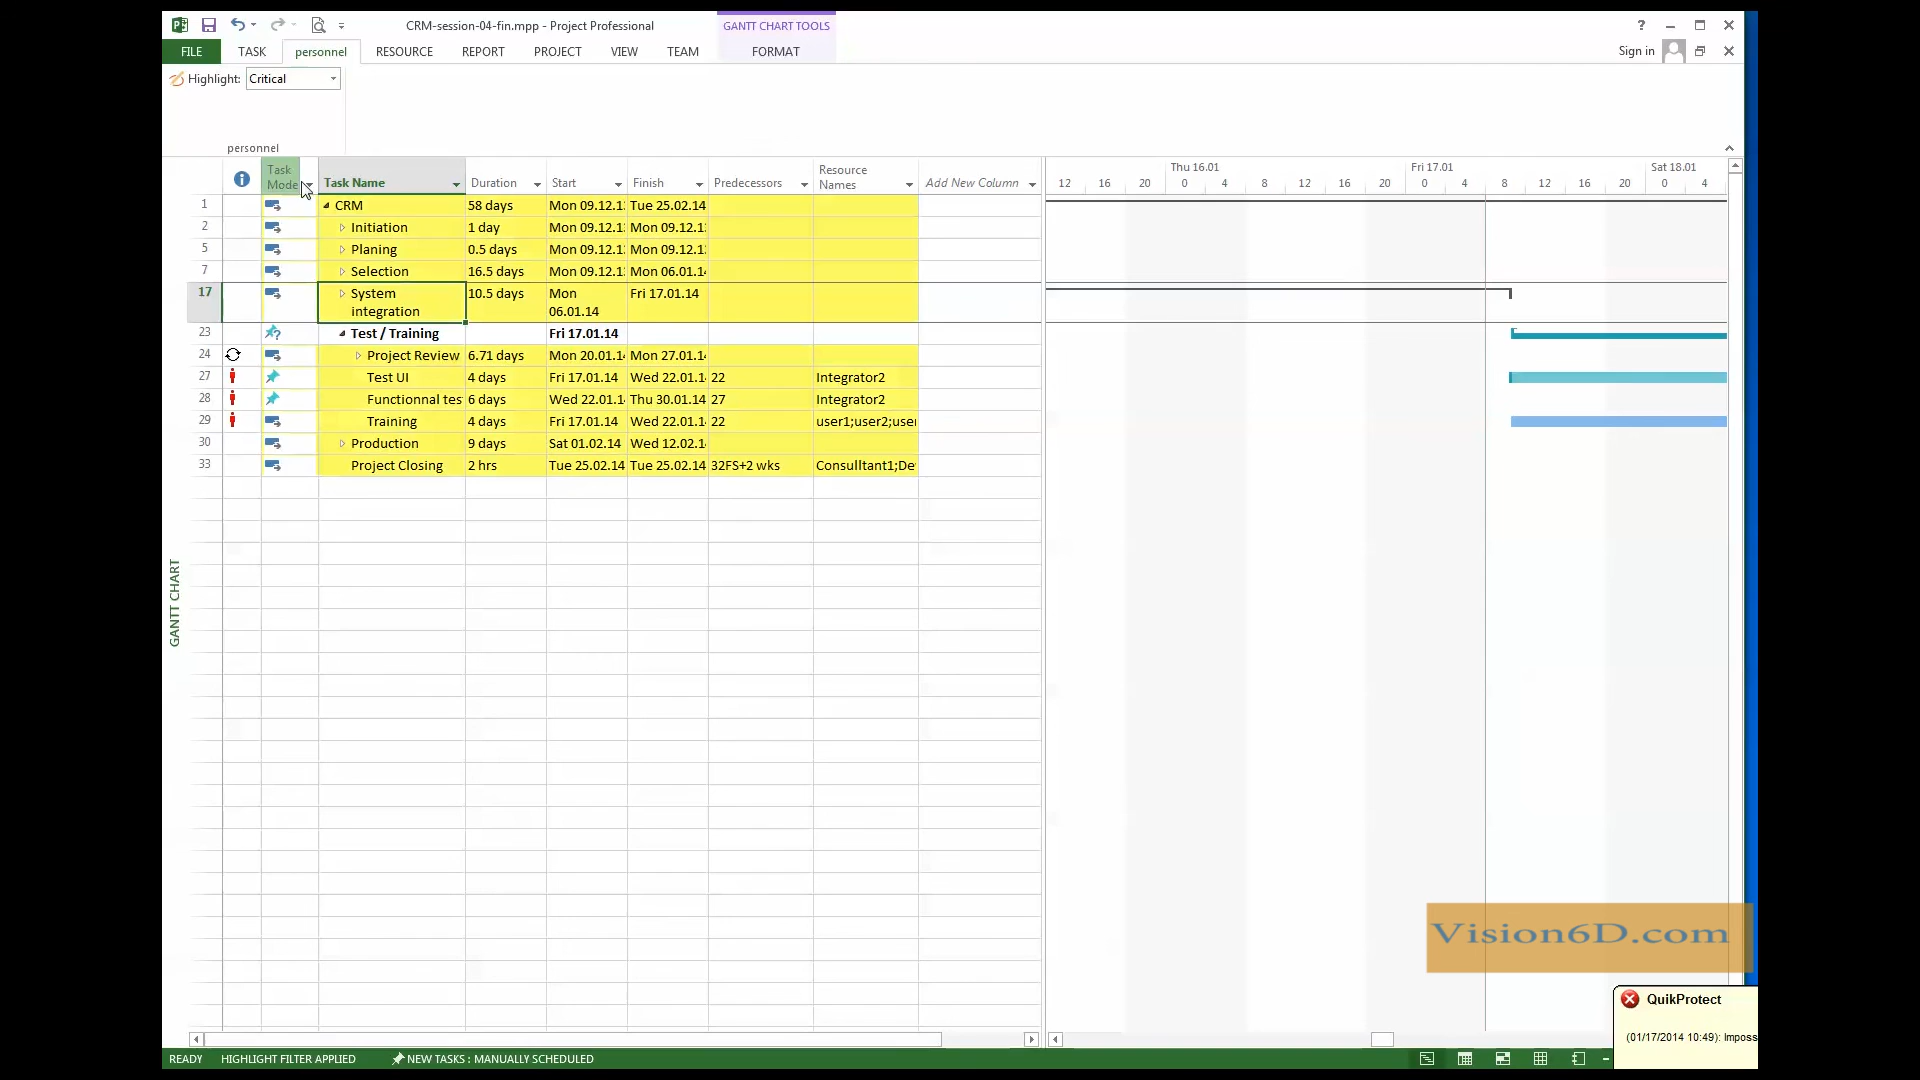 CRM-session-04-fin.mpp - Project Professional
GANTT CHART TOOLS
?
FILE TASK personnel RESOURCE REPORT PROJECT VIEW TEAM FORMAT
Sign in
Highlight: Critical
personnel
Task Mode
Task Name
Duration
Start
Finish
Predecessors
Resource Names
Add New Column
Thu 16.01 Fri 17.01 Sat 18.01
12 16 20 0 4 8 12 16 20 0 4 8 12 16 20 0 4
1 CRM 58 days Mon 09.12.1 Tue 25.02.14
2 Initiation 1 day Mon 09.12.1 Mon 09.12.1
5 Planing 0.5 days Mon 09.12.1 Mon 09.12.1
7 Selection 16.5 days Mon 09.12.1 Mon 06.01.14
17 System integration 10.5 days Mon 06.01.14 Fri 17.01.14
23 Test / Training Fri 17.01.14
24 Project Review 6.71 days Mon 20.01.1 Mon 27.01.1
27 Test UI 4 days Fri 17.01.14 Wed 22.01.1 22 Integrator2
28 Functionnal tes 6 days Wed 22.01.1 Thu 30.01.14 27 Integrator2
29 Training 4 days Fri 17.01.14 Wed 22.01.1 22 user1;user2;user
30 Production 9 days Sat 01.02.14 Wed 12.02.1
33 Project Closing 2 hrs Tue 25.02.14 Tue 25.02.14 32FS+2 wks Consulltant1;De
GANTT CHART
Vision6D.com
QuikProtect
(01/17/2014 10:49): Imposs
READY HIGHLIGHT FILTER APPLIED NEW TASKS : MANUALLY SCHEDULED